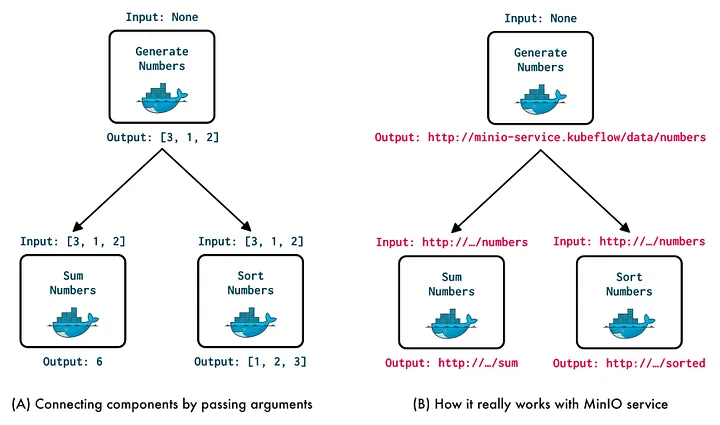 Input: None
Generate
Numbers
Output: [3, 1, 2]
Input: [3, 1, 2]
Sum
Numbers
Output: 6
Input: [3, 1, 2]
Sort
Numbers
Output: [1, 2, 3]
(A) Connecting components by passing arguments
Input: None
Generate
Numbers
Output: http://minio-service.kubeflow/data/numbers
Input: http://…/numbers
Sum
Numbers
Output: http://…/sum
Input: http://…/numbers
Sort
Numbers
Output: http://…/sorted
(B) How it really works with MinIO service